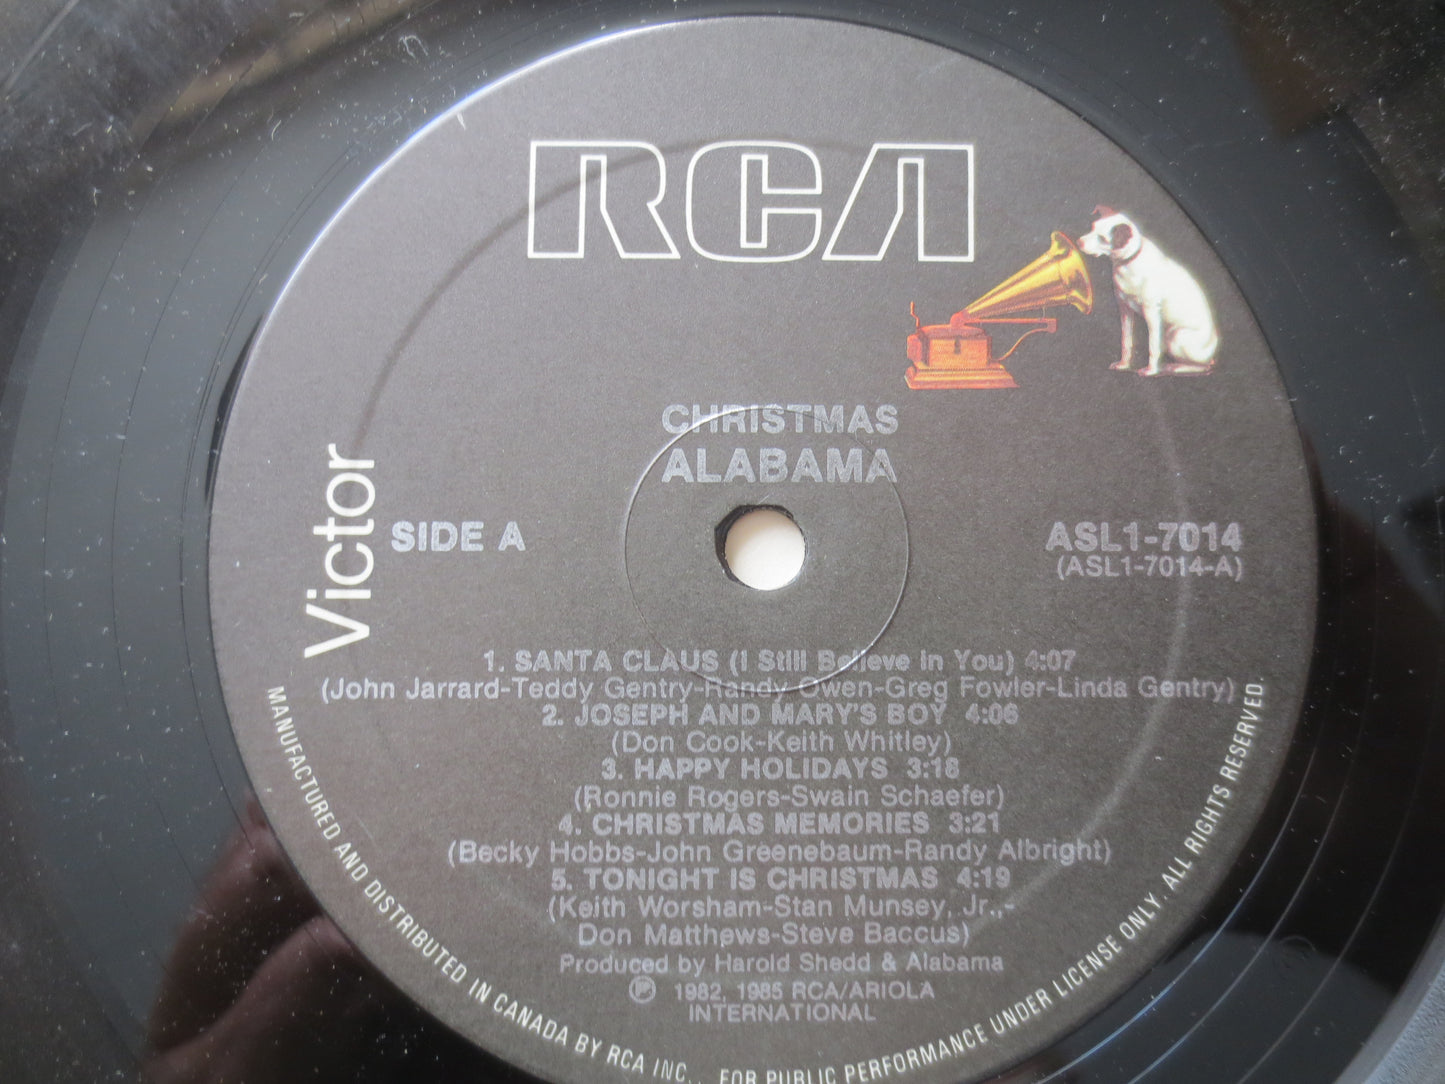 RCA
Victor
CHRISTMAS
ALABAMA
SIDE A
ASL1-7014
(ASL1-7014-A)
1. SANTA CLAUS (I Still Believe in You) 4:07
(John Jarrard-Teddy Gentry-Randy Owen-Greg Fowler-Linda Gentry)
2. JOSEPH AND MARY'S BOY 4:06
(Don Cook-Keith Whitley)
3. HAPPY HOLIDAYS 3:18
(Ronnie Rogers-Swain Schaefer)
4. CHRISTMAS MEMORIES 3:21
(Becky Hobbs-John Greenebaum-Randy Albright)
5. TONIGHT IS CHRISTMAS 4:19
(Keith Worsham-Stan Munsey, Jr.,-
Don Matthews-Steve Baccus)
Produced by Harold Shedd & Alabama
℗ 1982, 1985 RCA/ARIOLA
INTERNATIONAL
MANUFACTURED AND DISTRIBUTED IN CANADA BY RCA INC., FOR PUBLIC PERFORMANCE UNDER LICENSE ONLY. ALL RIGHTS RESERVED.